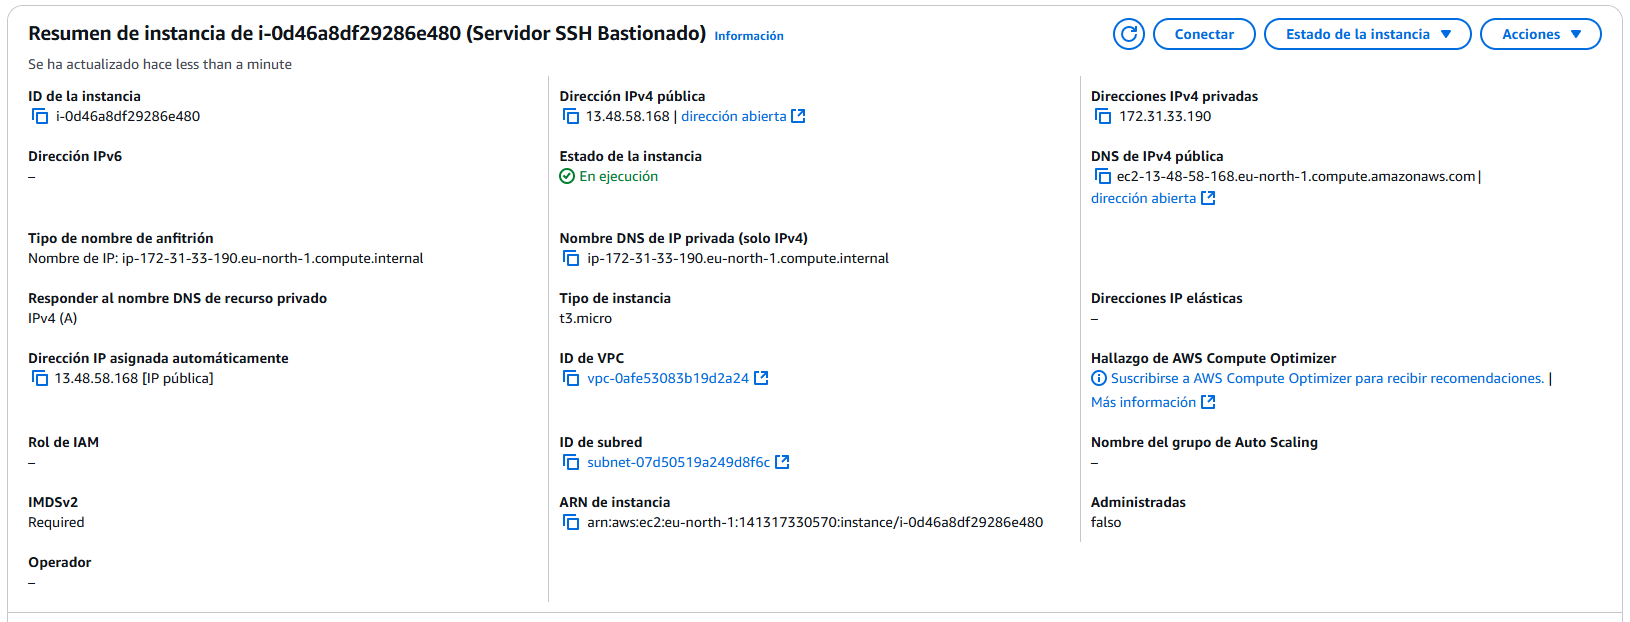 Resumen de instancia de i-0d46a8df29286e480 (Servidor SSH Bastionado) Información
Conectar
Estado de la instancia
Acciones
Se ha actualizado hace less than a minute
ID de la instancia
i-0d46a8df29286e480
Dirección IPv4 pública
13.48.58.168 | dirección abierta
Direcciones IPv4 privadas
172.31.33.190
Dirección IPv6
–
Estado de la instancia
En ejecución
DNS de IPv4 pública
ec2-13-48-58-168.eu-north-1.compute.amazonaws.com |
dirección abierta
Tipo de nombre de anfitrión
Nombre de IP: ip-172-31-33-190.eu-north-1.compute.internal
Nombre DNS de IP privada (solo IPv4)
ip-172-31-33-190.eu-north-1.compute.internal
Responder al nombre DNS de recurso privado
IPv4 (A)
Tipo de instancia
t3.micro
Direcciones IP elásticas
–
Dirección IP asignada automáticamente
13.48.58.168 [IP pública]
ID de VPC
vpc-0afe53083b19d2a24
Hallazgo de AWS Compute Optimizer
Suscribirse a AWS Compute Optimizer para recibir recomendaciones. |
Más información
Rol de IAM
–
ID de subred
subnet-07d50519a249d8f6c
Nombre del grupo de Auto Scaling
–
IMDSv2
Required
ARN de instancia
arn:aws:ec2:eu-north-1:141317330570:instance/i-0d46a8df29286e480
Administradas
falso
Operador
–